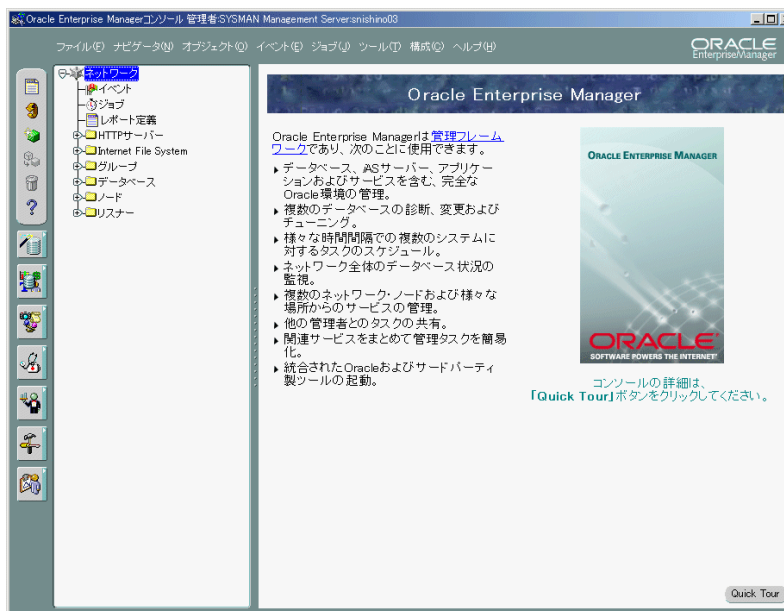 Oracle Enterprise Managerコンソール 管理者:SYSMAN Management Server:snishino03
ファイル(F) ナビゲータ(N) オブジェクト(O) イベント(E) ジョブ(J) ツール(T) 構成(C) ヘルプ(H)
ORACLE
EnterpriseManager
ネットワーク
イベント
ジョブ
レポート定義
HTTPサーバー
Internet File System
グループ
データベース
ノード
リスナー
Oracle Enterprise Manager
Oracle Enterprise Managerは管理フレーム
ワークであり、次のことに使用できます。
データベース、ASサーバー、アプリケー
ションおよびサービスを含む、完全な
Oracle環境の管理。
複数のデータベースの診断、変更および
チューニング。
様々な時間間隔での複数のシステムに
対するタスクのスケジュール。
ネットワーク全体のデータベース状況の
監視。
複数のネットワーク・ノードおよび様々な
場所からのサービスの管理。
他の管理者とのタスクの共有。
関連サービスをまとめて管理タスクを簡易
化。
統合されたOracleおよびサードパーティ
製ツールの起動。
ORACLE ENTERPRISE MANAGER
ORACLE
SOFTWARE POWERS THE INTERNET
コンソールの詳細は、
「Quick Tour」ボタンをクリックしてください。
Quick Tour